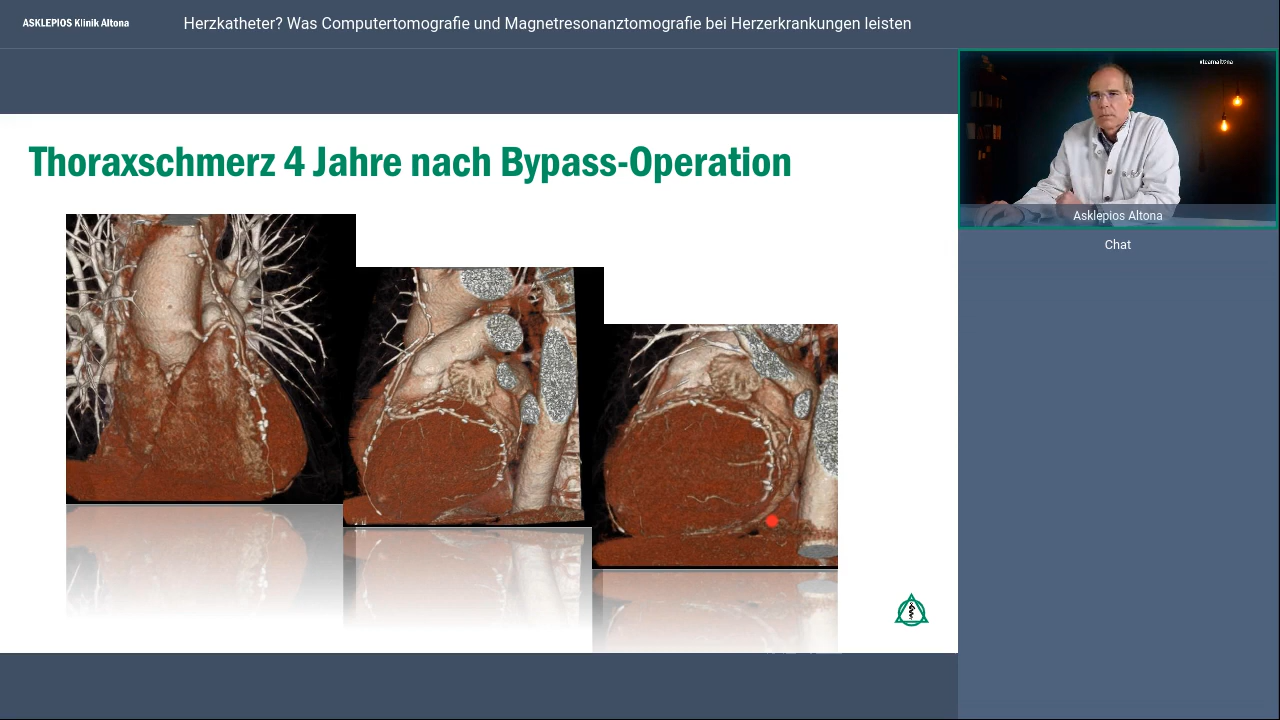 ASKLEPIOS Klinik Altona
Herzkatheter? Was Computertomografie und Magnetresonanztomografie bei Herzerkrankungen leisten
#teamaltona
Asklepios Altona
Chat
Thoraxschmerz 4 Jahre nach Bypass-Operation